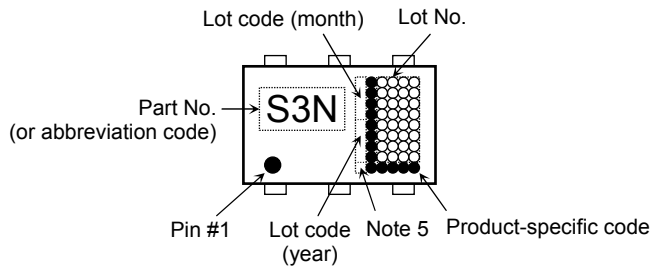 Lot code (month)
Lot No.
Part No.
(or abbreviation code)
S3N
Pin #1
Lot code
(year)
Note 5
Product-specific code